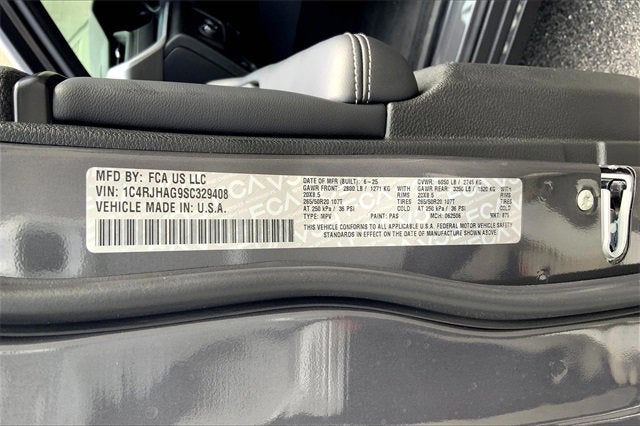 MFD BY: FCA US LLC
VIN: 1C4RJHAG9SC329408
VEHICLE MADE IN U.S.A.
DATE OF MFR (BUILT): 6-25
GAWR FRONT: 2800 LB / 1271 KG
20X8.5 RIMS
265/50R20 107T TIRES
AT 250 kPa / 36 PSI COLD
TYPE: MPV PAINT: PAS
GVWR: 6050 LB / 2745 KG
GAWR REAR: 3350 LB / 1520 KG
20X8.5 RIMS
265/50R20 107T TIRES
AT 250 kPa / 36 PSI COLD
MCH: 062506 VKT: 875
THIS VEHICLE CONFORMS TO ALL APPLICABLE U.S.A. FEDERAL MOTOR VEHICLE SAFETY
STANDARDS IN EFFECT ON THE DATE OF MANUFACTURE SHOWN ABOVE.